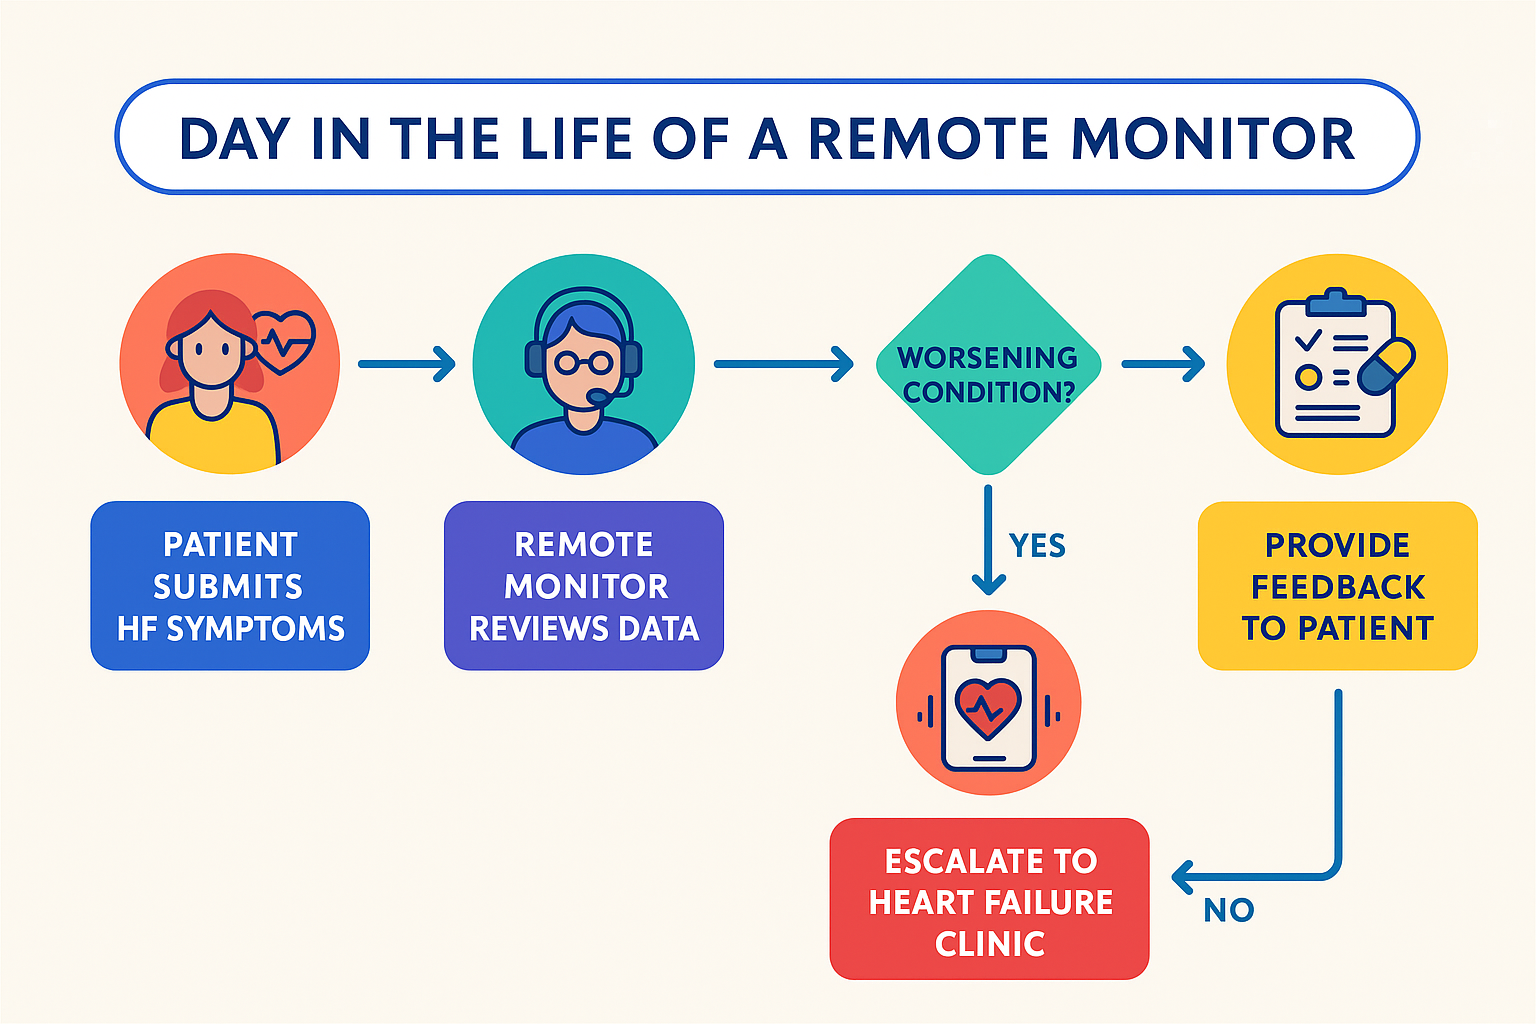 DAY IN THE LIFE OF A REMOTE MONITOR
PATIENT
SUBMITS
HF SYMPTOMS
REMOTE
MONITOR
REVIEWS DATA
WORSENING
CONDITION?
YES
PROVIDE
FEEDBACK
TO PATIENT
ESCALATE TO
HEART FAILURE
CLINIC
NO